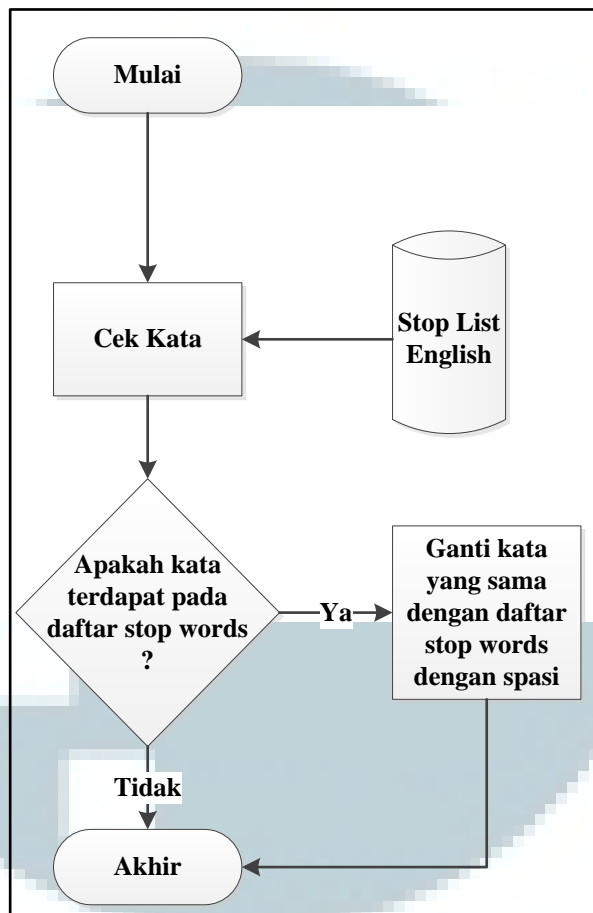 Mulai
Cek Kata
Stop List
English
Apakah kata
terdapat pada
daftar stop words
?
Ya
Ganti kata
yang sama
dengan daftar
stop words
dengan spasi
Tidak
Akhir